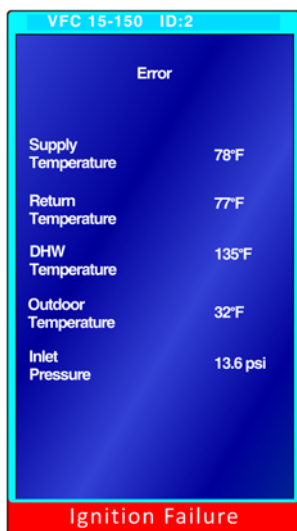 VFC 15-150 ID:2
Error
Supply
Temperature 78°F
Return
Temperature 77°F
DHW
Temperature 135°F
Outdoor
Temperature 32°F
Inlet
Pressure 13.6 psi
Ignition Failure